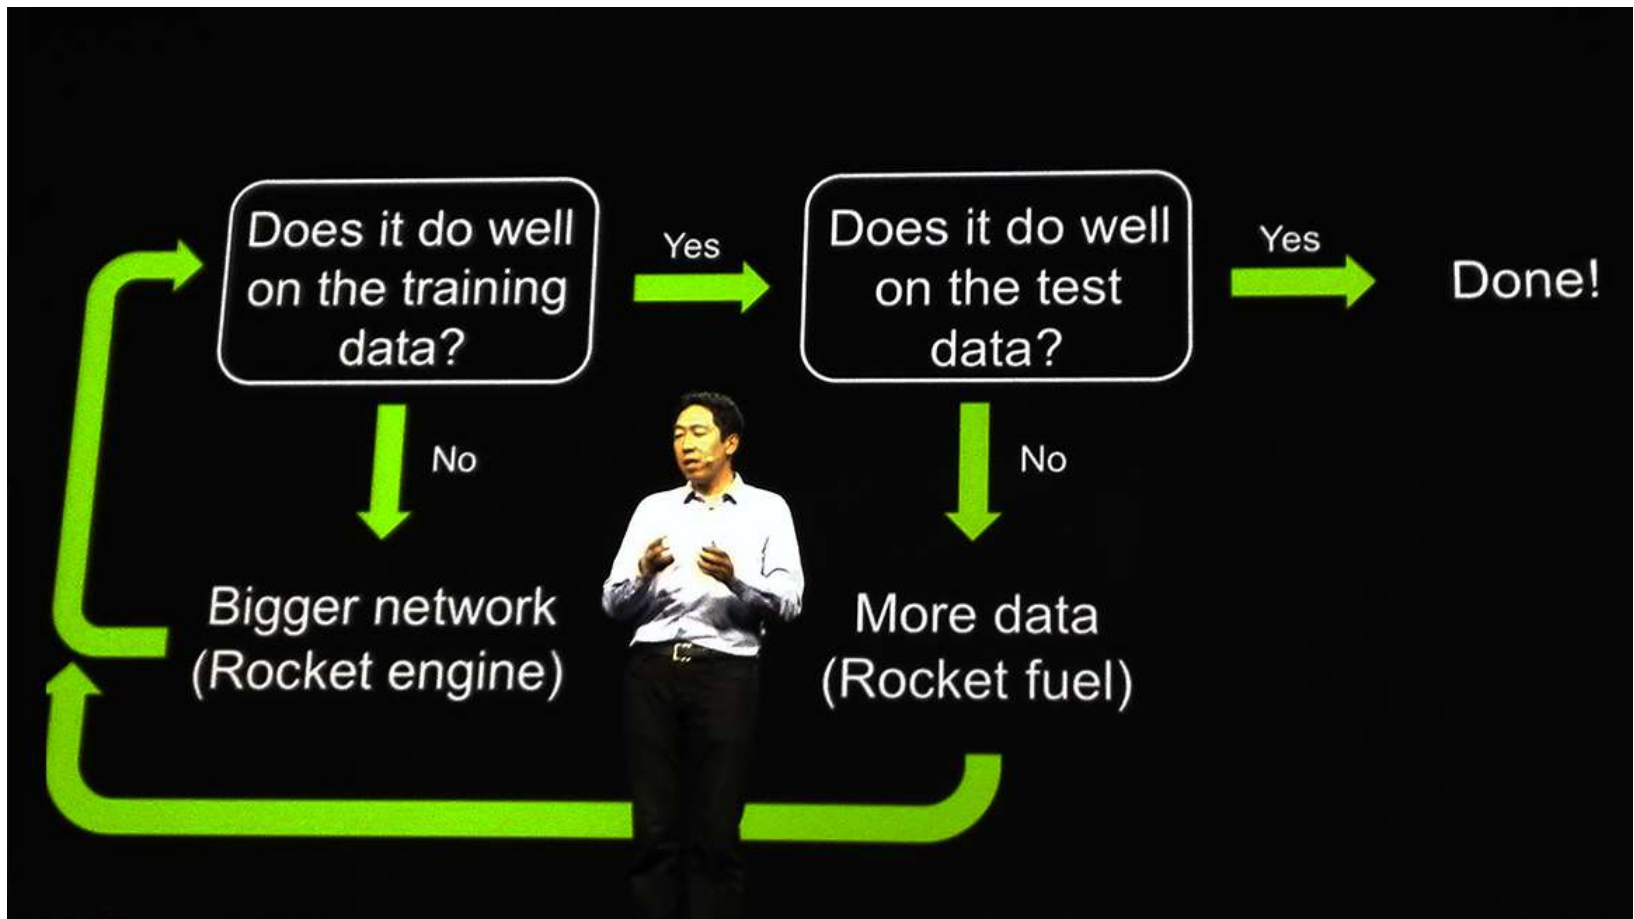 Does it do well
on the training
data?
Yes
Does it do well
on the test
data?
Yes
Done!
No
No
Bigger network
(Rocket engine)
More data
(Rocket fuel)